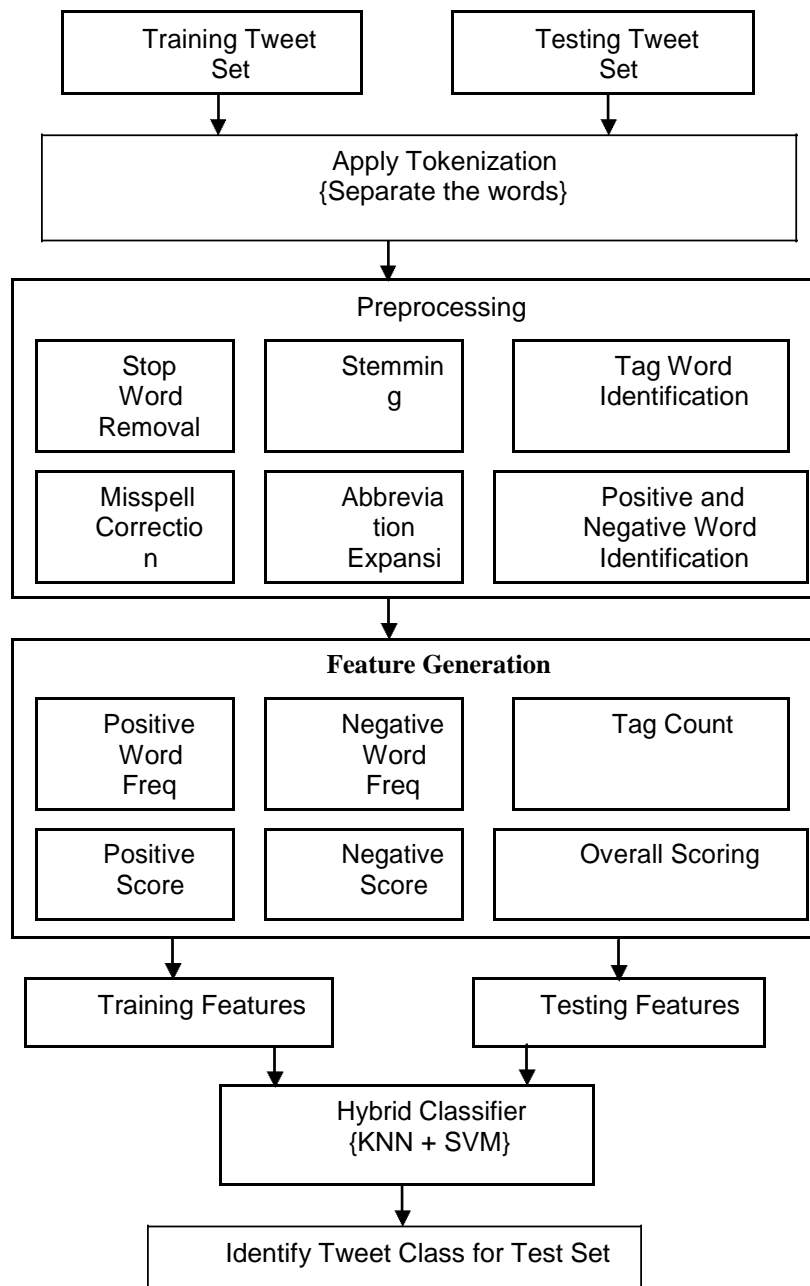 Training Tweet
Set
Testing Tweet
Set
Apply Tokenization
{Separate the words}
Preprocessing
Stop
Word
Removal
Stemmin
g
Tag Word
Identification
Misspell
Correctio
n
Abbrevia
tion
Expansi
Positive and
Negative Word
Identification
Feature Generation
Positive
Word
Freq
Negative
Word
Freq
Tag Count
Positive
Score
Negative
Score
Overall Scoring
Training Features
Testing Features
Hybrid Classifier
{KNN + SVM}
Identify Tweet Class for Test Set